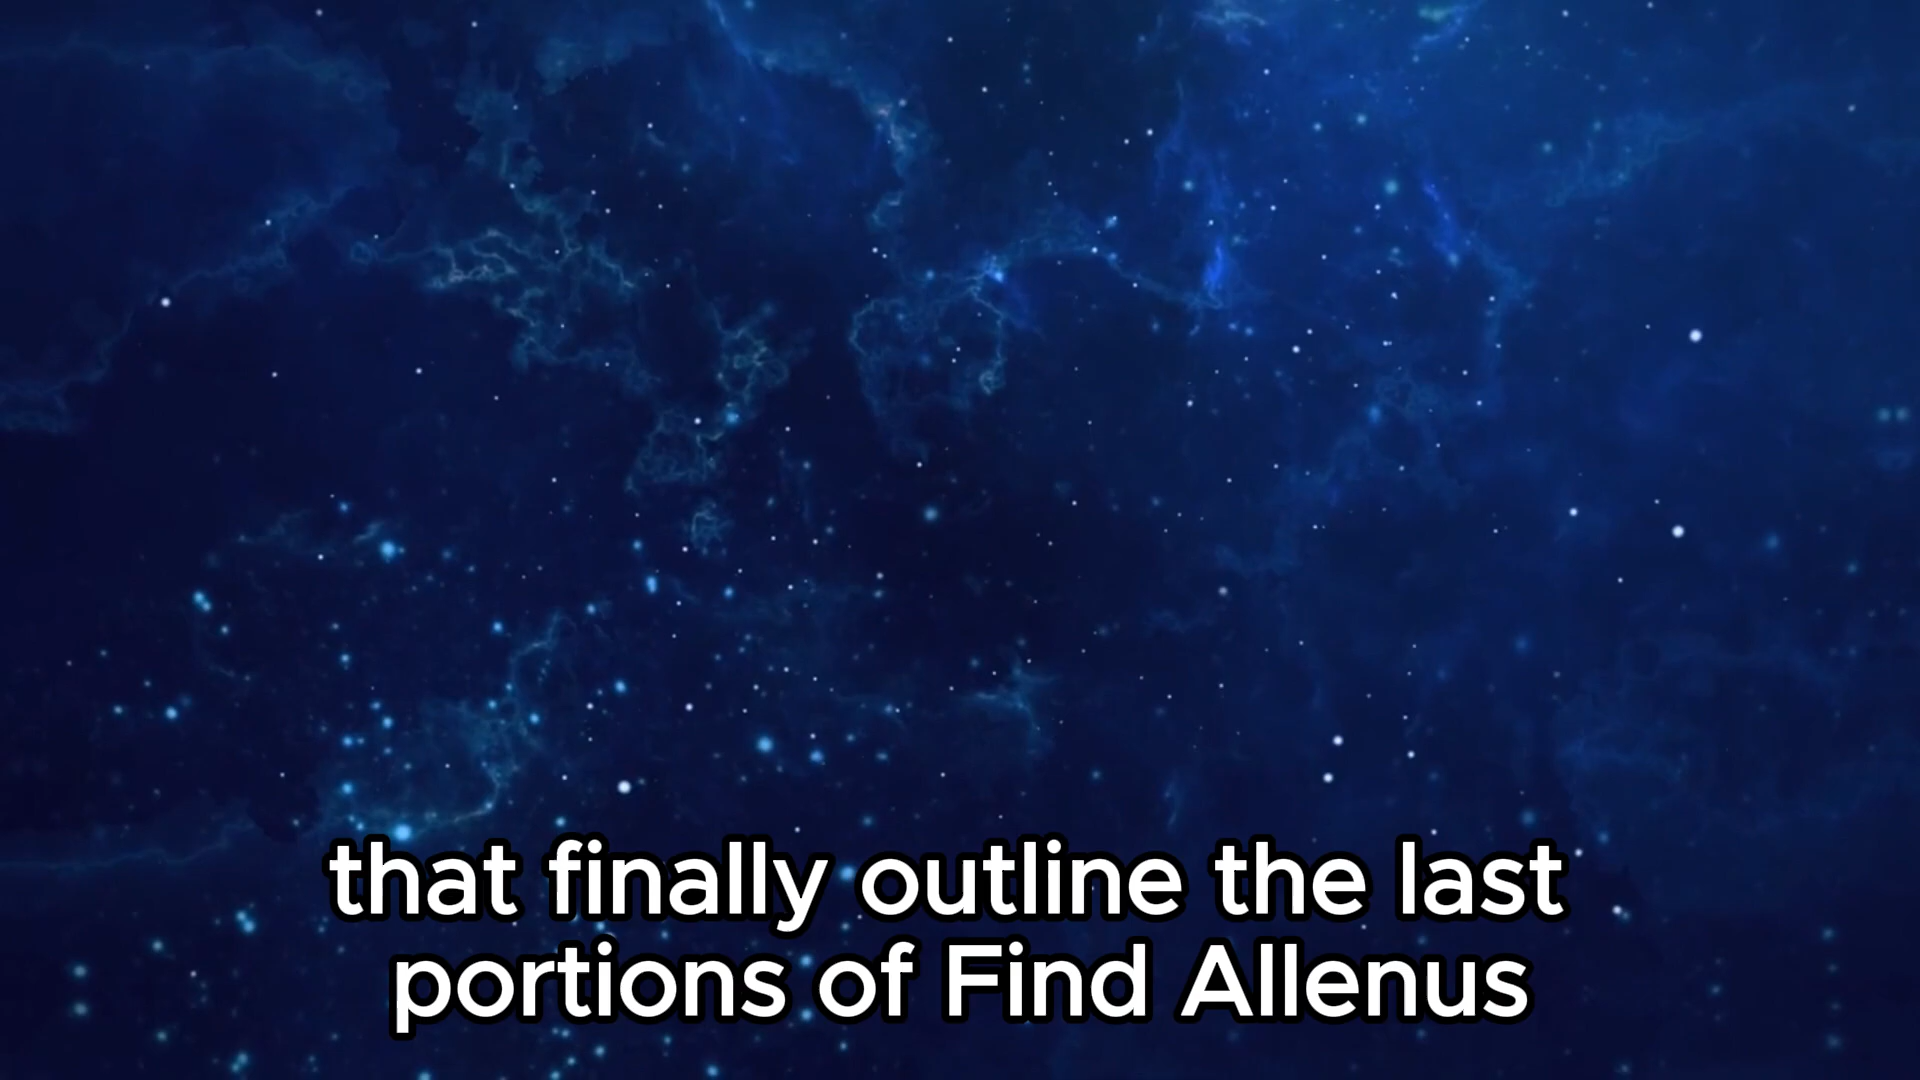 that finally outline the last
portions of Find Allenus